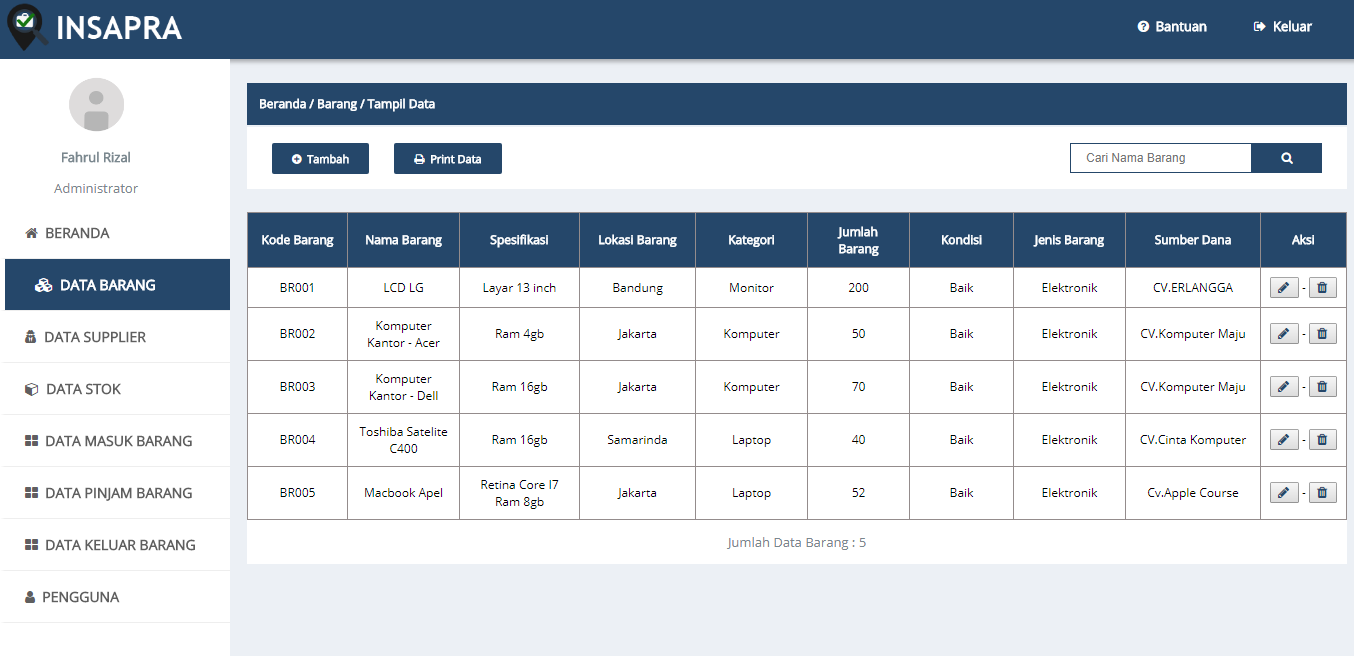 INSAPRA
Bantuan
Keluar
Fahrul Rizal
Administrator
BERANDA
DATA BARANG
DATA SUPPLIER
DATA STOK
DATA MASUK BARANG
DATA PINJAM BARANG
DATA KELUAR BARANG
PENGGUNA
Beranda / Barang / Tampil Data
Tambah
Print Data
Cari Nama Barang
Kode Barang Nama Barang Spesifikasi Lokasi Barang Kategori Jumlah Barang Kondisi Jenis Barang Sumber Dana Aksi
BR001 LCD LG Layar 13 inch Bandung Monitor 200 Baik Elektronik CV.ERLANGGA -
BR002 Komputer Kantor - Acer Ram 4gb Jakarta Komputer 50 Baik Elektronik CV.Komputer Maju -
BR003 Komputer Kantor - Dell Ram 16gb Jakarta Komputer 70 Baik Elektronik CV.Komputer Maju -
BR004 Toshiba Satelite C400 Ram 16gb Samarinda Laptop 40 Baik Elektronik CV.Cinta Komputer -
BR005 Macbook Apel Retina Core I7 Ram 8gb Jakarta Laptop 52 Baik Elektronik Cv.Apple Course -
Jumlah Data Barang : 5